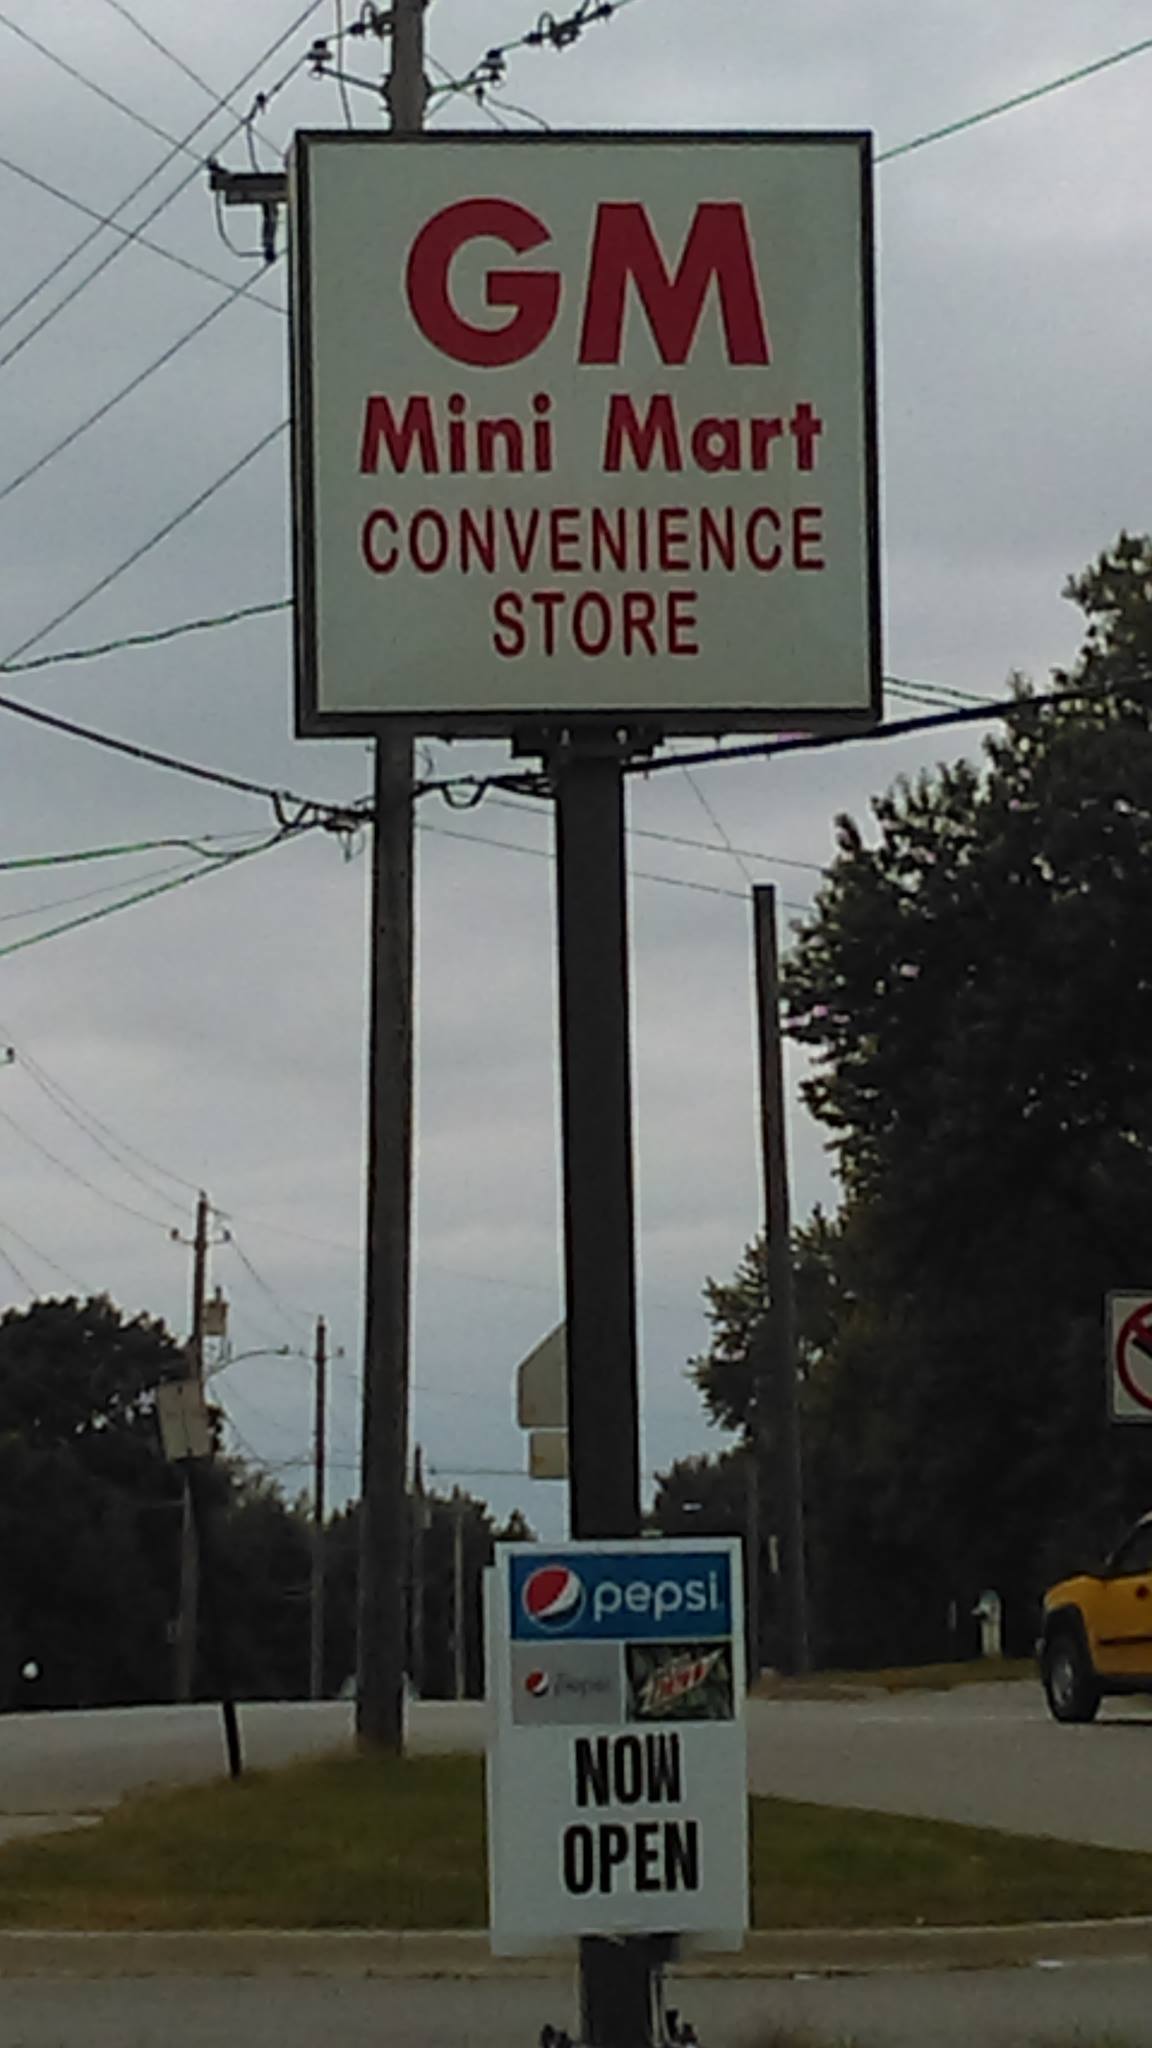 GM
Mini Mart
CONVENIENCE
STORE
pepsi
NOW
OPEN